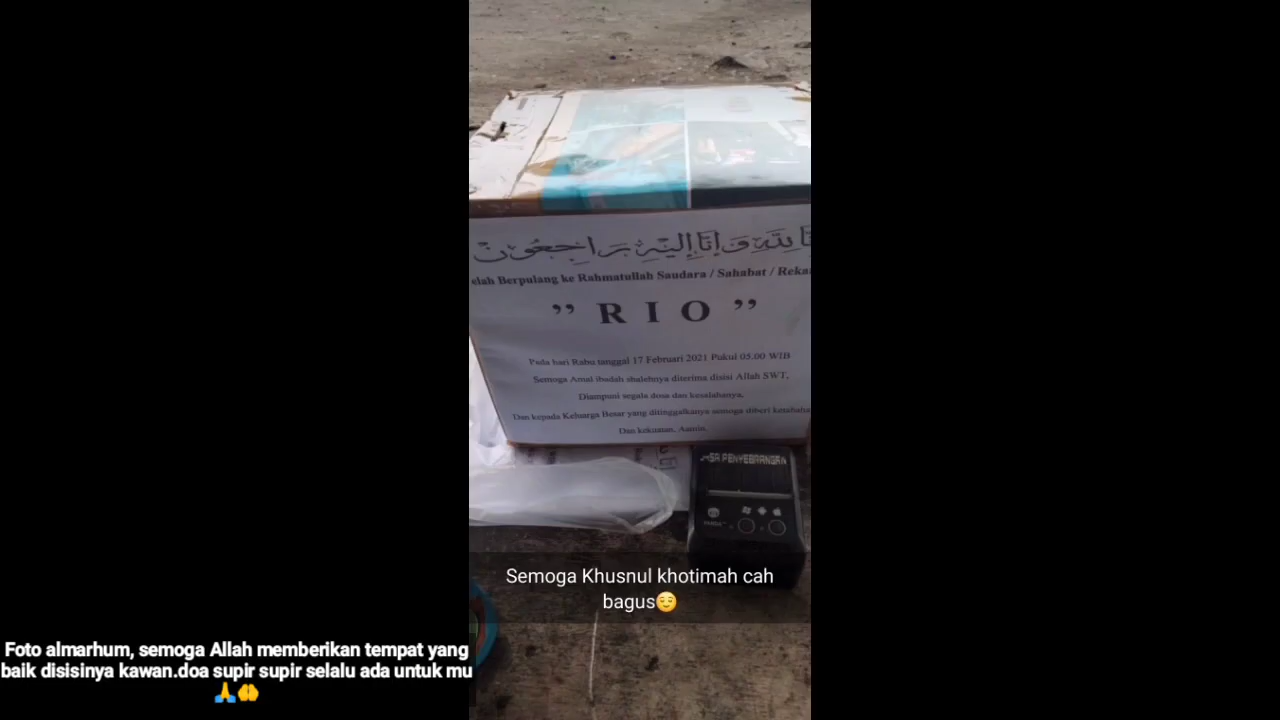 إنا لله وإنا إليه راجعون
elah Berpulang ke Rahmatullah Saudara / Sahabat / Reka
” R I O ”
Pada hari Rabu tanggal 17 Februari 2021 Pukul 05.00 WIB
Semoga Amal ibadah shalehnya diterima disisi Allah SWT,
Diampuni segala dosa dan kesalahanya,
Dan kepada Keluarga Besar yang ditinggalkanya semoga diberi ketabaha
Dan kekuatan, Aamin.
JASA PENYEBRANGAN
Semoga Khusnul khotimah cah
bagus😌
Foto almarhum, semoga Allah memberikan tempat yang
baik disisinya kawan.doa supir supir selalu ada untuk mu
🙏🤲